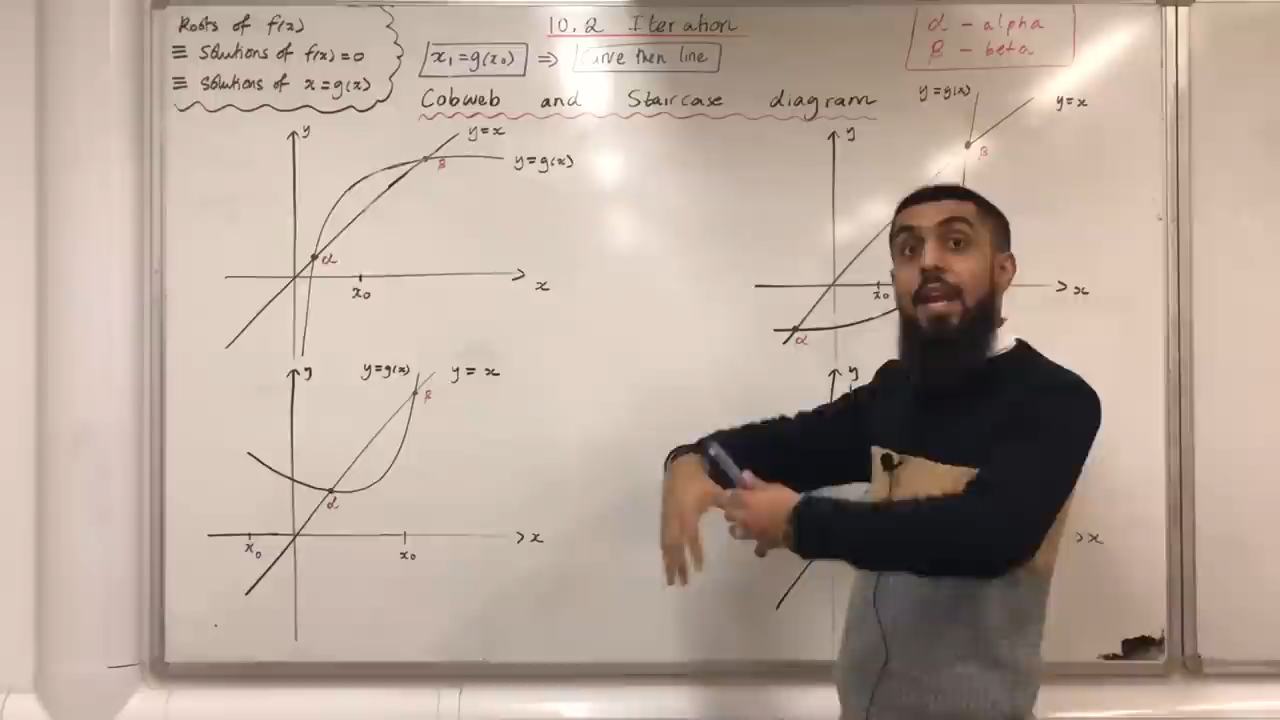 Roots of f(x)
≡ solutions of f(x)=0
≡ solutions of x=g(x)
10.2 Iteration
x₁=g(x₀) ⇒ Curve then line
α - alpha
β - beta
Cobweb and Staircase diagram
y
y=x
β
y=g(x)
α
x₀
x
y=g(x)
y=x
y
β
x₀
x
α
y
y=g(x)
y=x
β
α
x₀
x₀
x
y
x